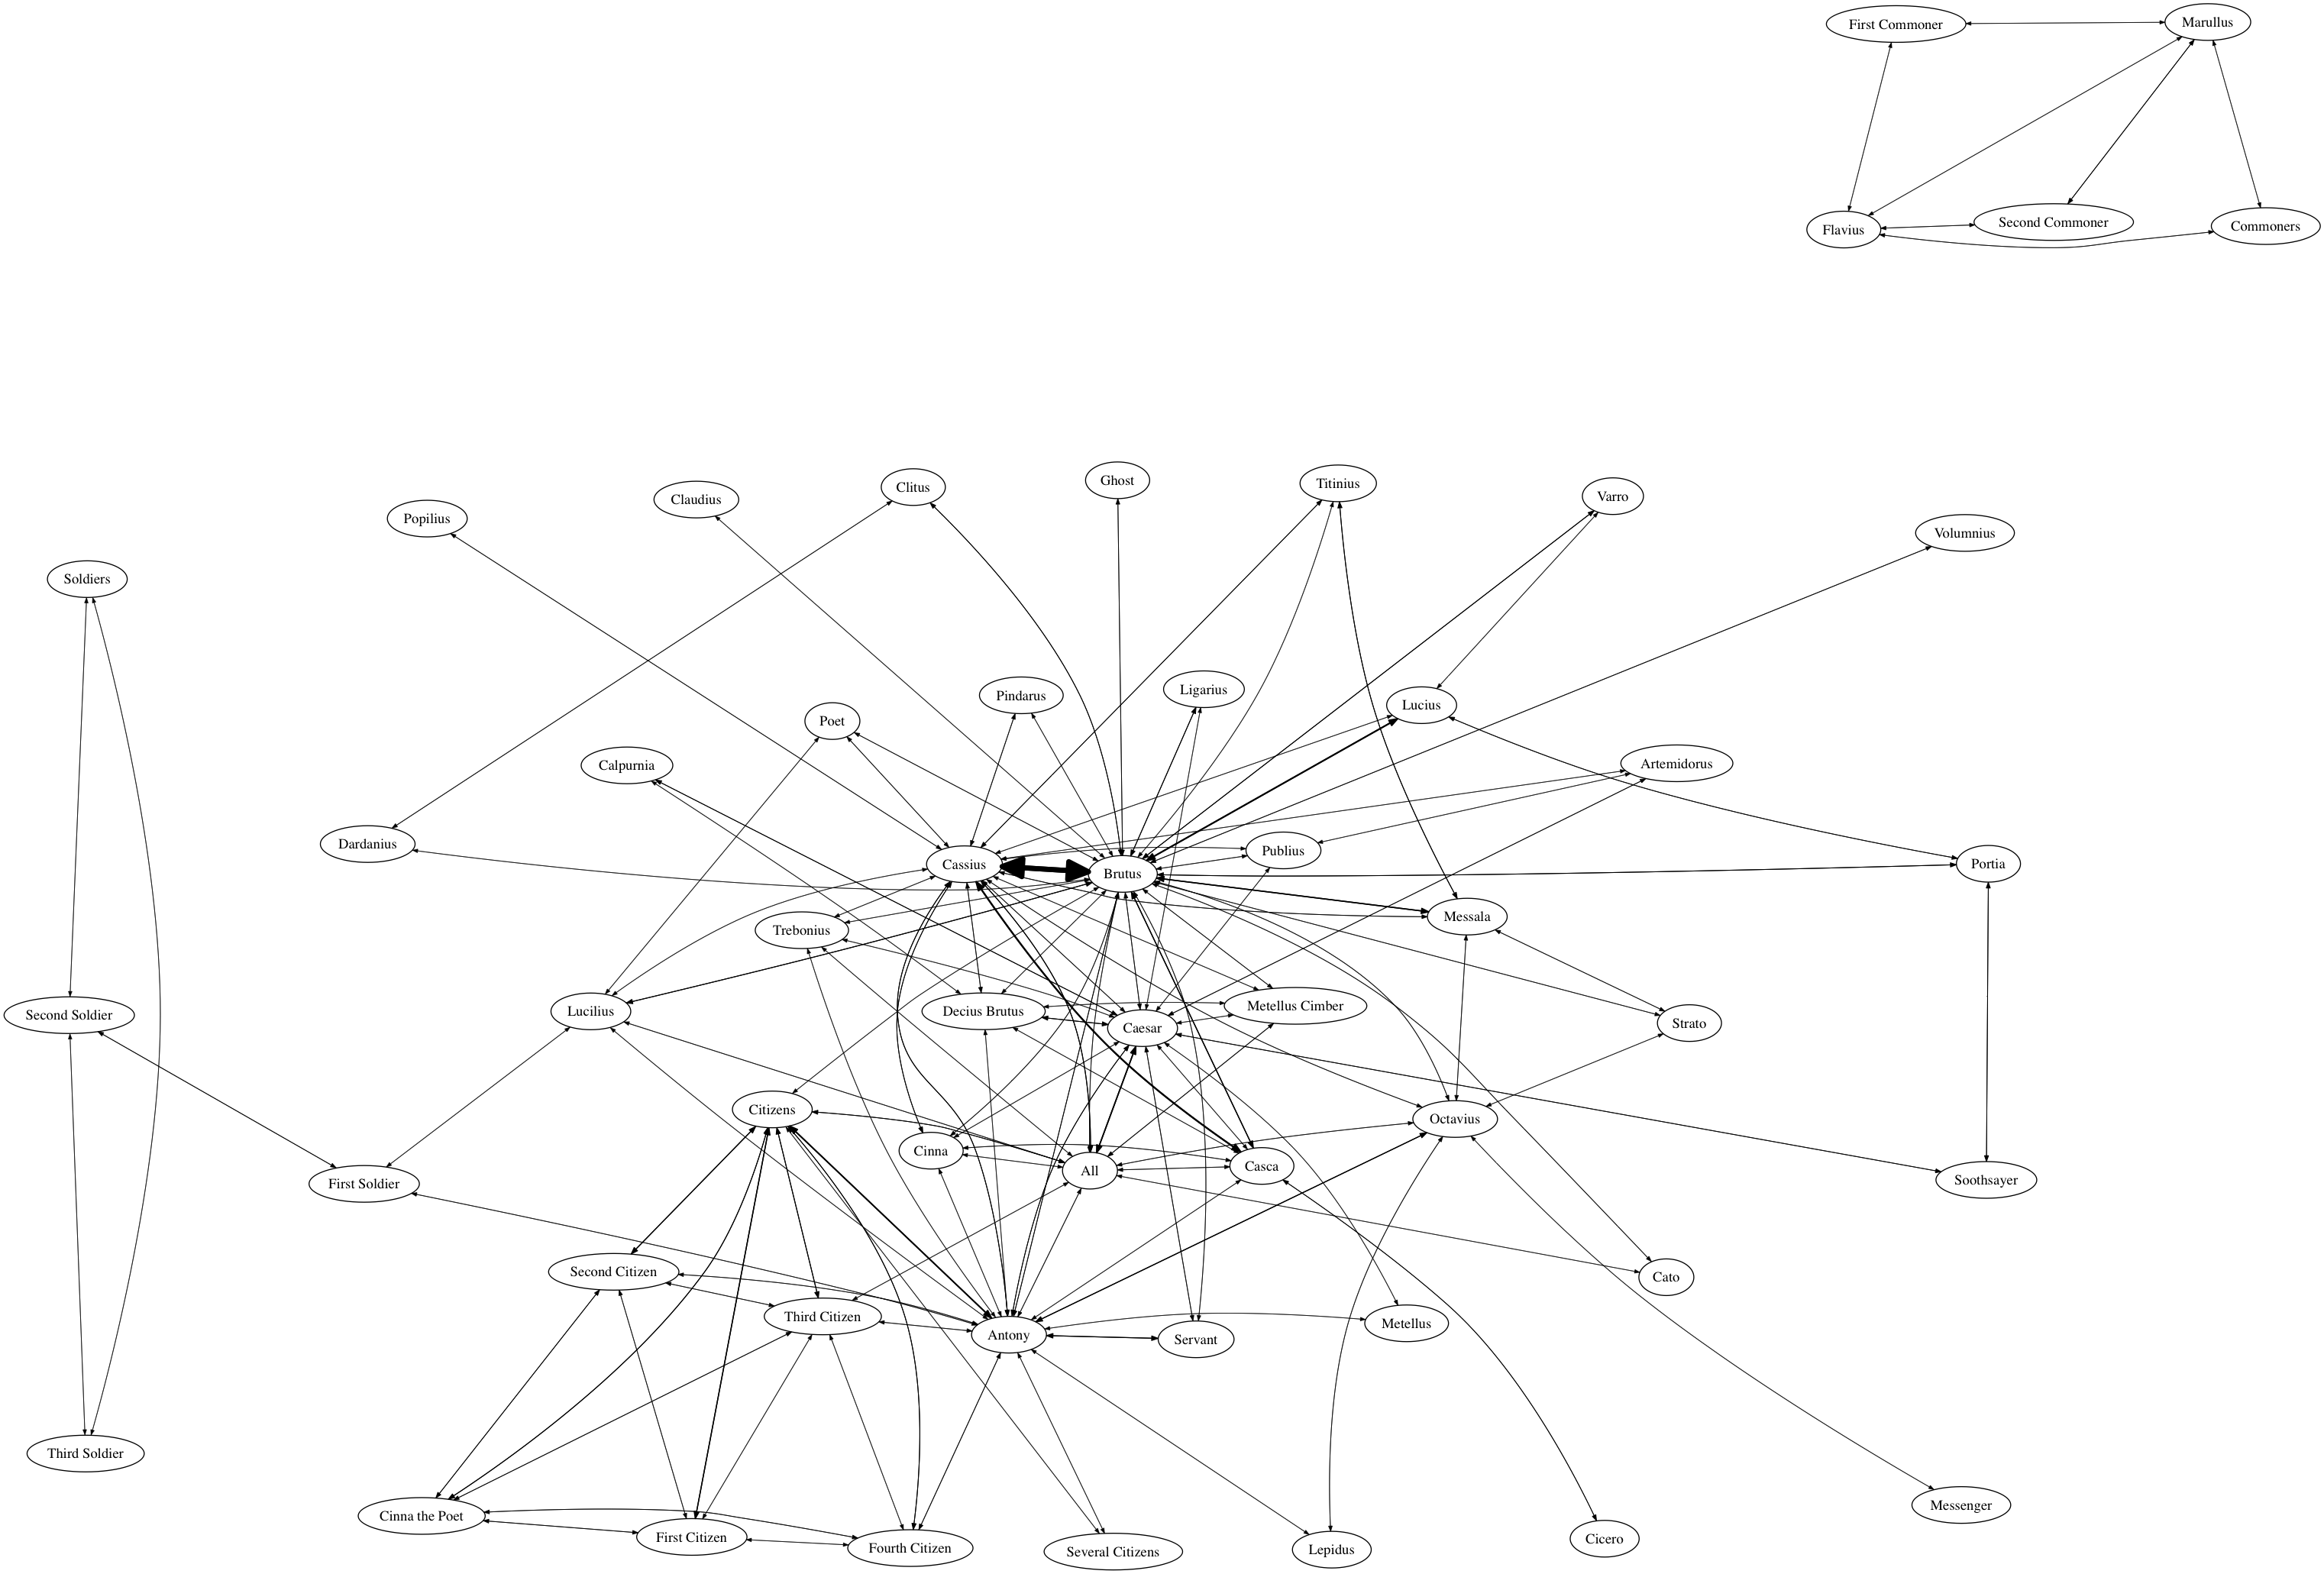 First Commoner
Marullus
Flavius
Second Commoner
Commoners
Ghost
Titinius
Clitus
Varro
Claudius
Popilius
Volumnius
Soldiers
Ligarius
Pindarus
Lucius
Poet
Artemidorus
Calpurnia
Dardanius
Publius
Cassius
Portia
Brutus
Messala
Trebonius
Metellus Cimber
Lucilius
Decius Brutus
Second Soldier
Strato
Caesar
Citizens
Octavius
Cinna
Casca
All
Soothsayer
First Soldier
Second Citizen
Cato
Third Citizen
Metellus
Antony
Servant
Third Soldier
Messenger
Cinna the Poet
First Citizen
Cicero
Fourth Citizen
Lepidus
Several Citizens